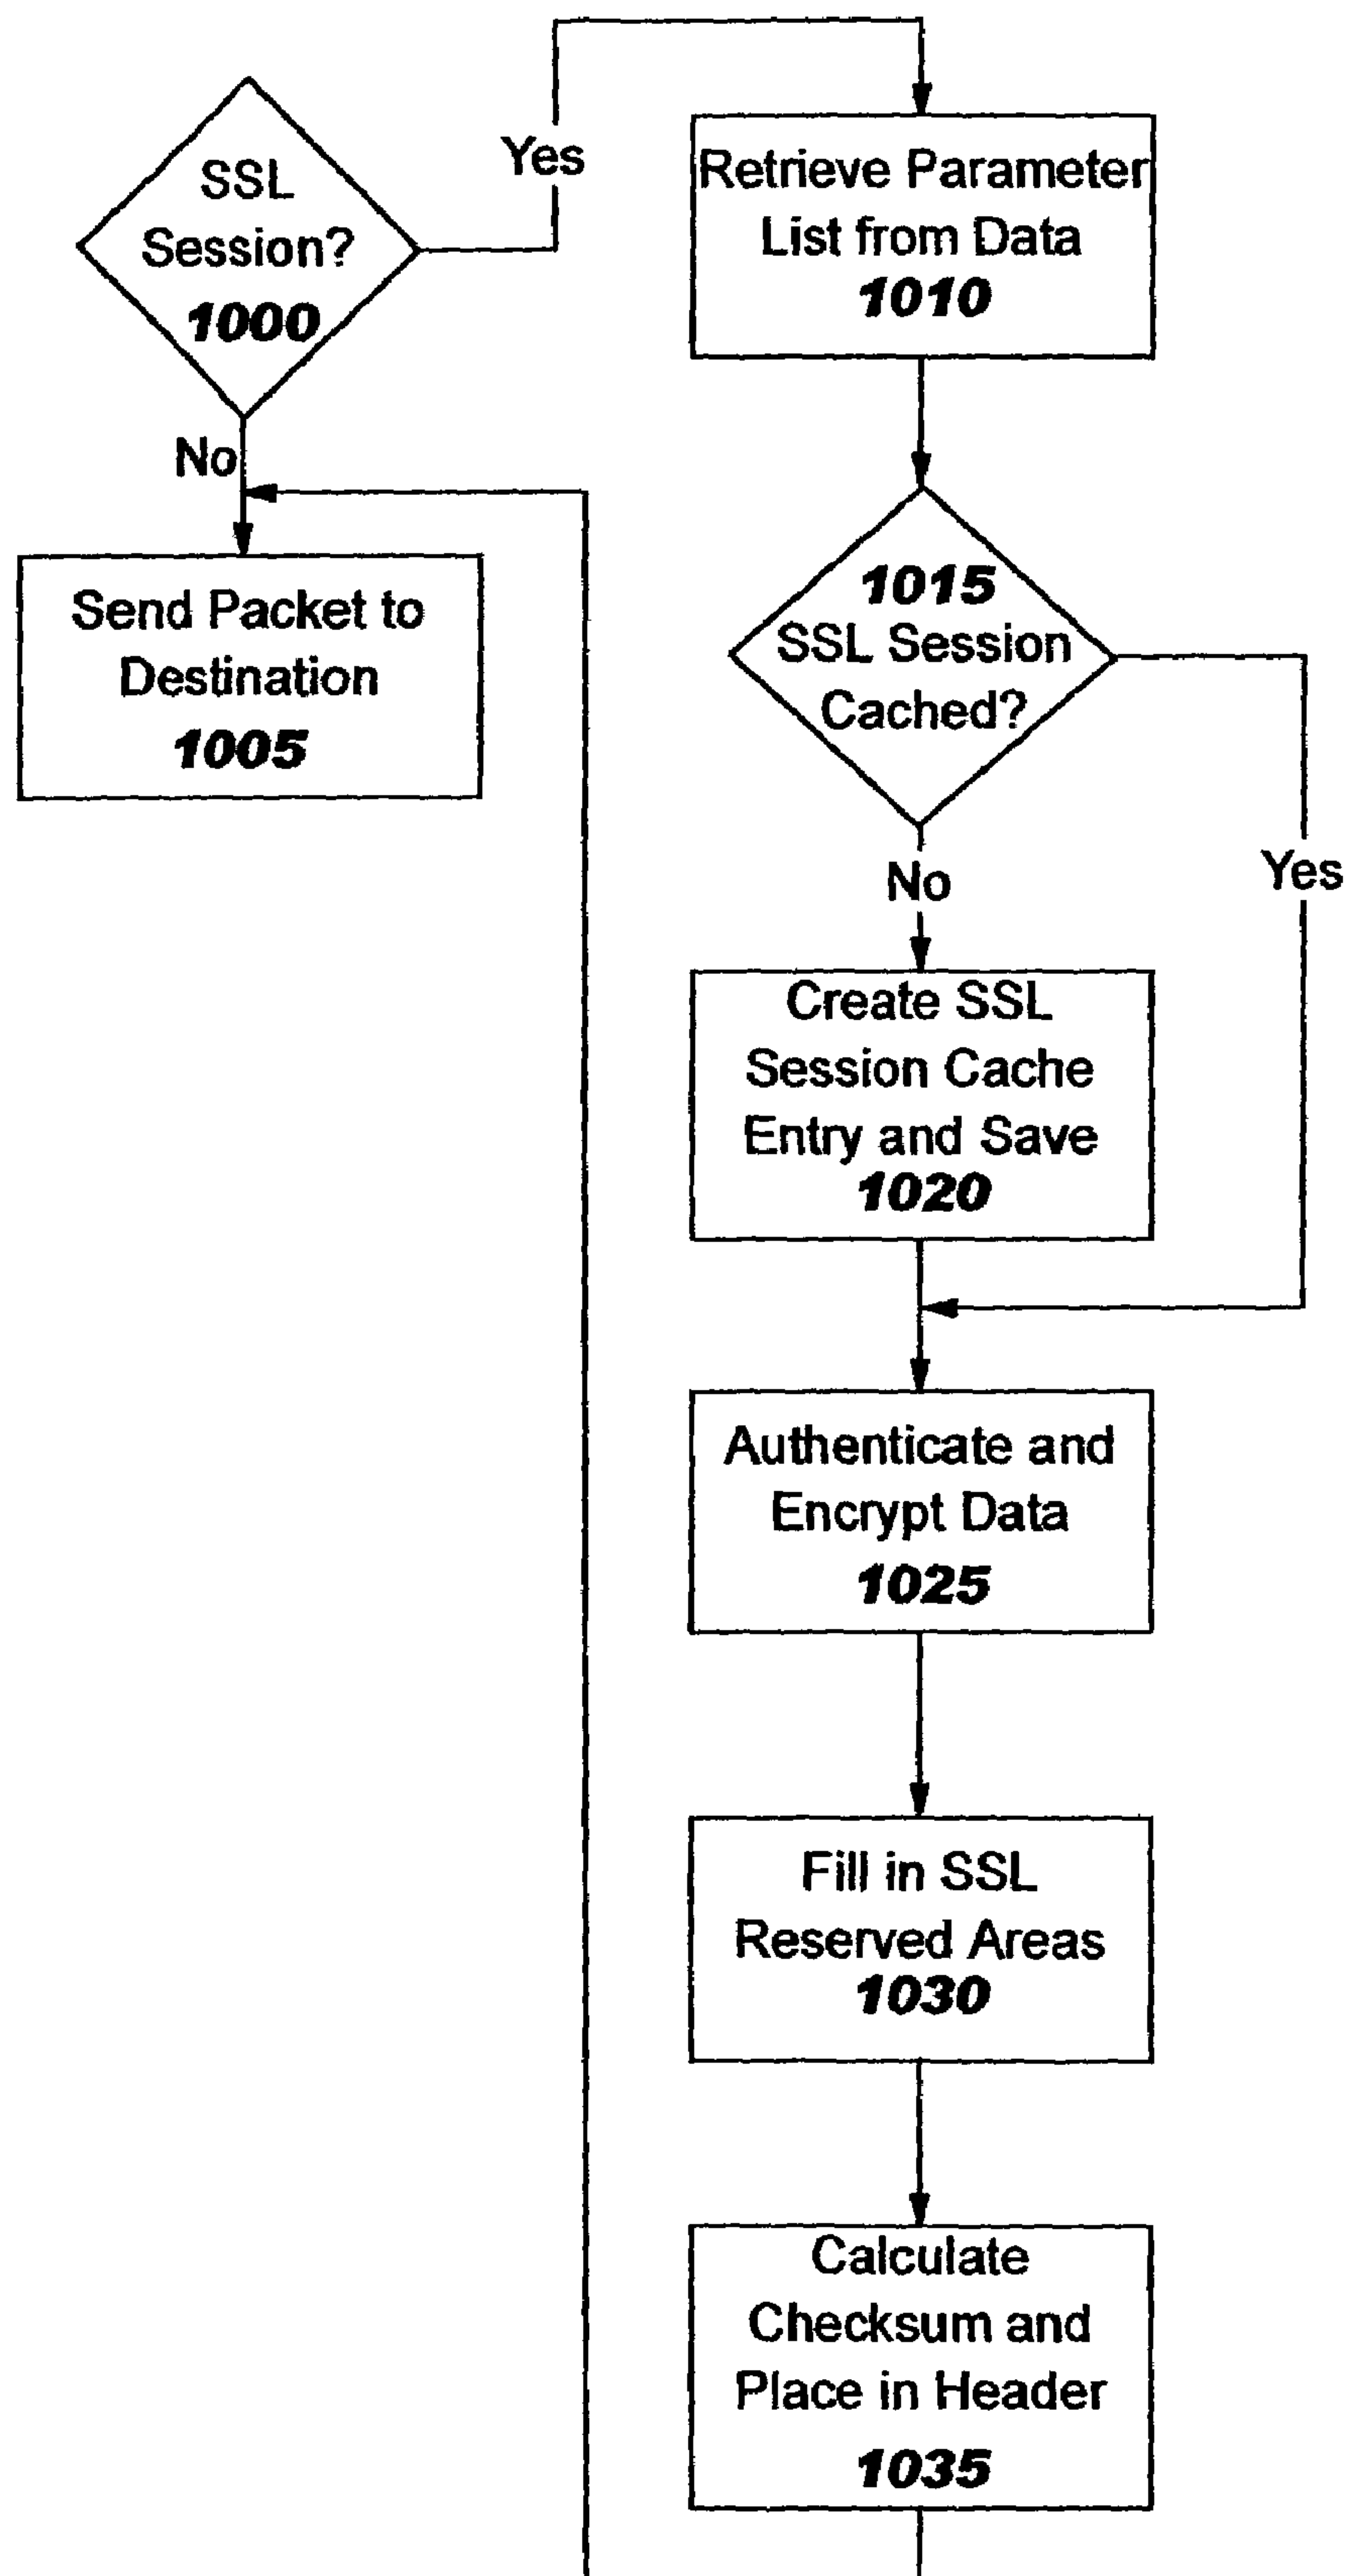 SSL
Session?
1000
Yes
No
Send Packet to
Destination
1005
Retrieve Parameter
List from Data
1010
1015
SSL Session
Cached?
No
Yes
Create SSL
Session Cache
Entry and Save
1020
Authenticate and
Encrypt Data
1025
Fill in SSL
Reserved Areas
1030
Calculate
Checksum and
Place in Header
1035